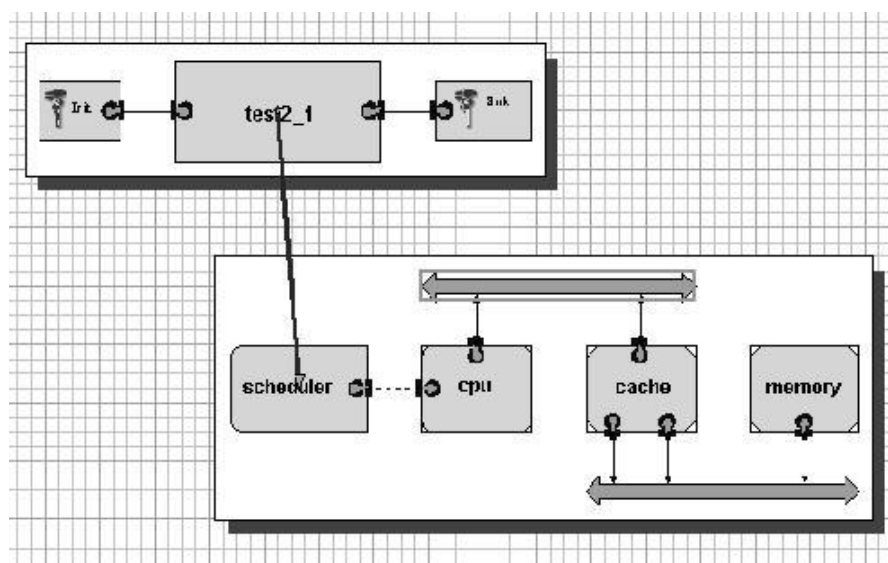 Init
test2_1
Sink
scheduler
cpu
cache
memory